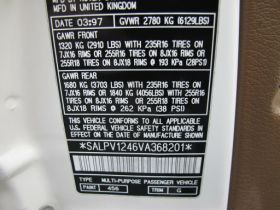 IN UNITED KINGDOM
DATE 03:97 GVWR 2780 KG (6129LBS)
GAWR FRONT
1320 KG (2910 LBS) WITH 235R16 TIRES ON
7JX16 RIMS OR 255R16 TIRES ON 8JX16 RIMS OR
255R18 TIRES ON 8JX18 RIMS @ 193 KPA (28PSI)
GAWR REAR
1680 KG (3703 LBS) WITH 235R16 TIRES ON
7JX16 RIMS OR 1840 KG (4056LBS) WITH
255R16 TIRES ON 8JX16 RIMS OR 255R18 TIRES ON
8JX18 RIMS @ 262 KPA (38 PSI)
THIS VEHICLE CONFORMS TO ALL APPLICABLE U.S.
FEDERAL MOTOR VEHICLE SAFETY STANDARDS
IN EFFECT ON THE DATE OF MANUFACTURE SHOWN ABOVE
*SALPV1246VA368201*
TYPE MULTI-PURPOSE PASSENGER VEHICLE
PAINT 456 TRIM G